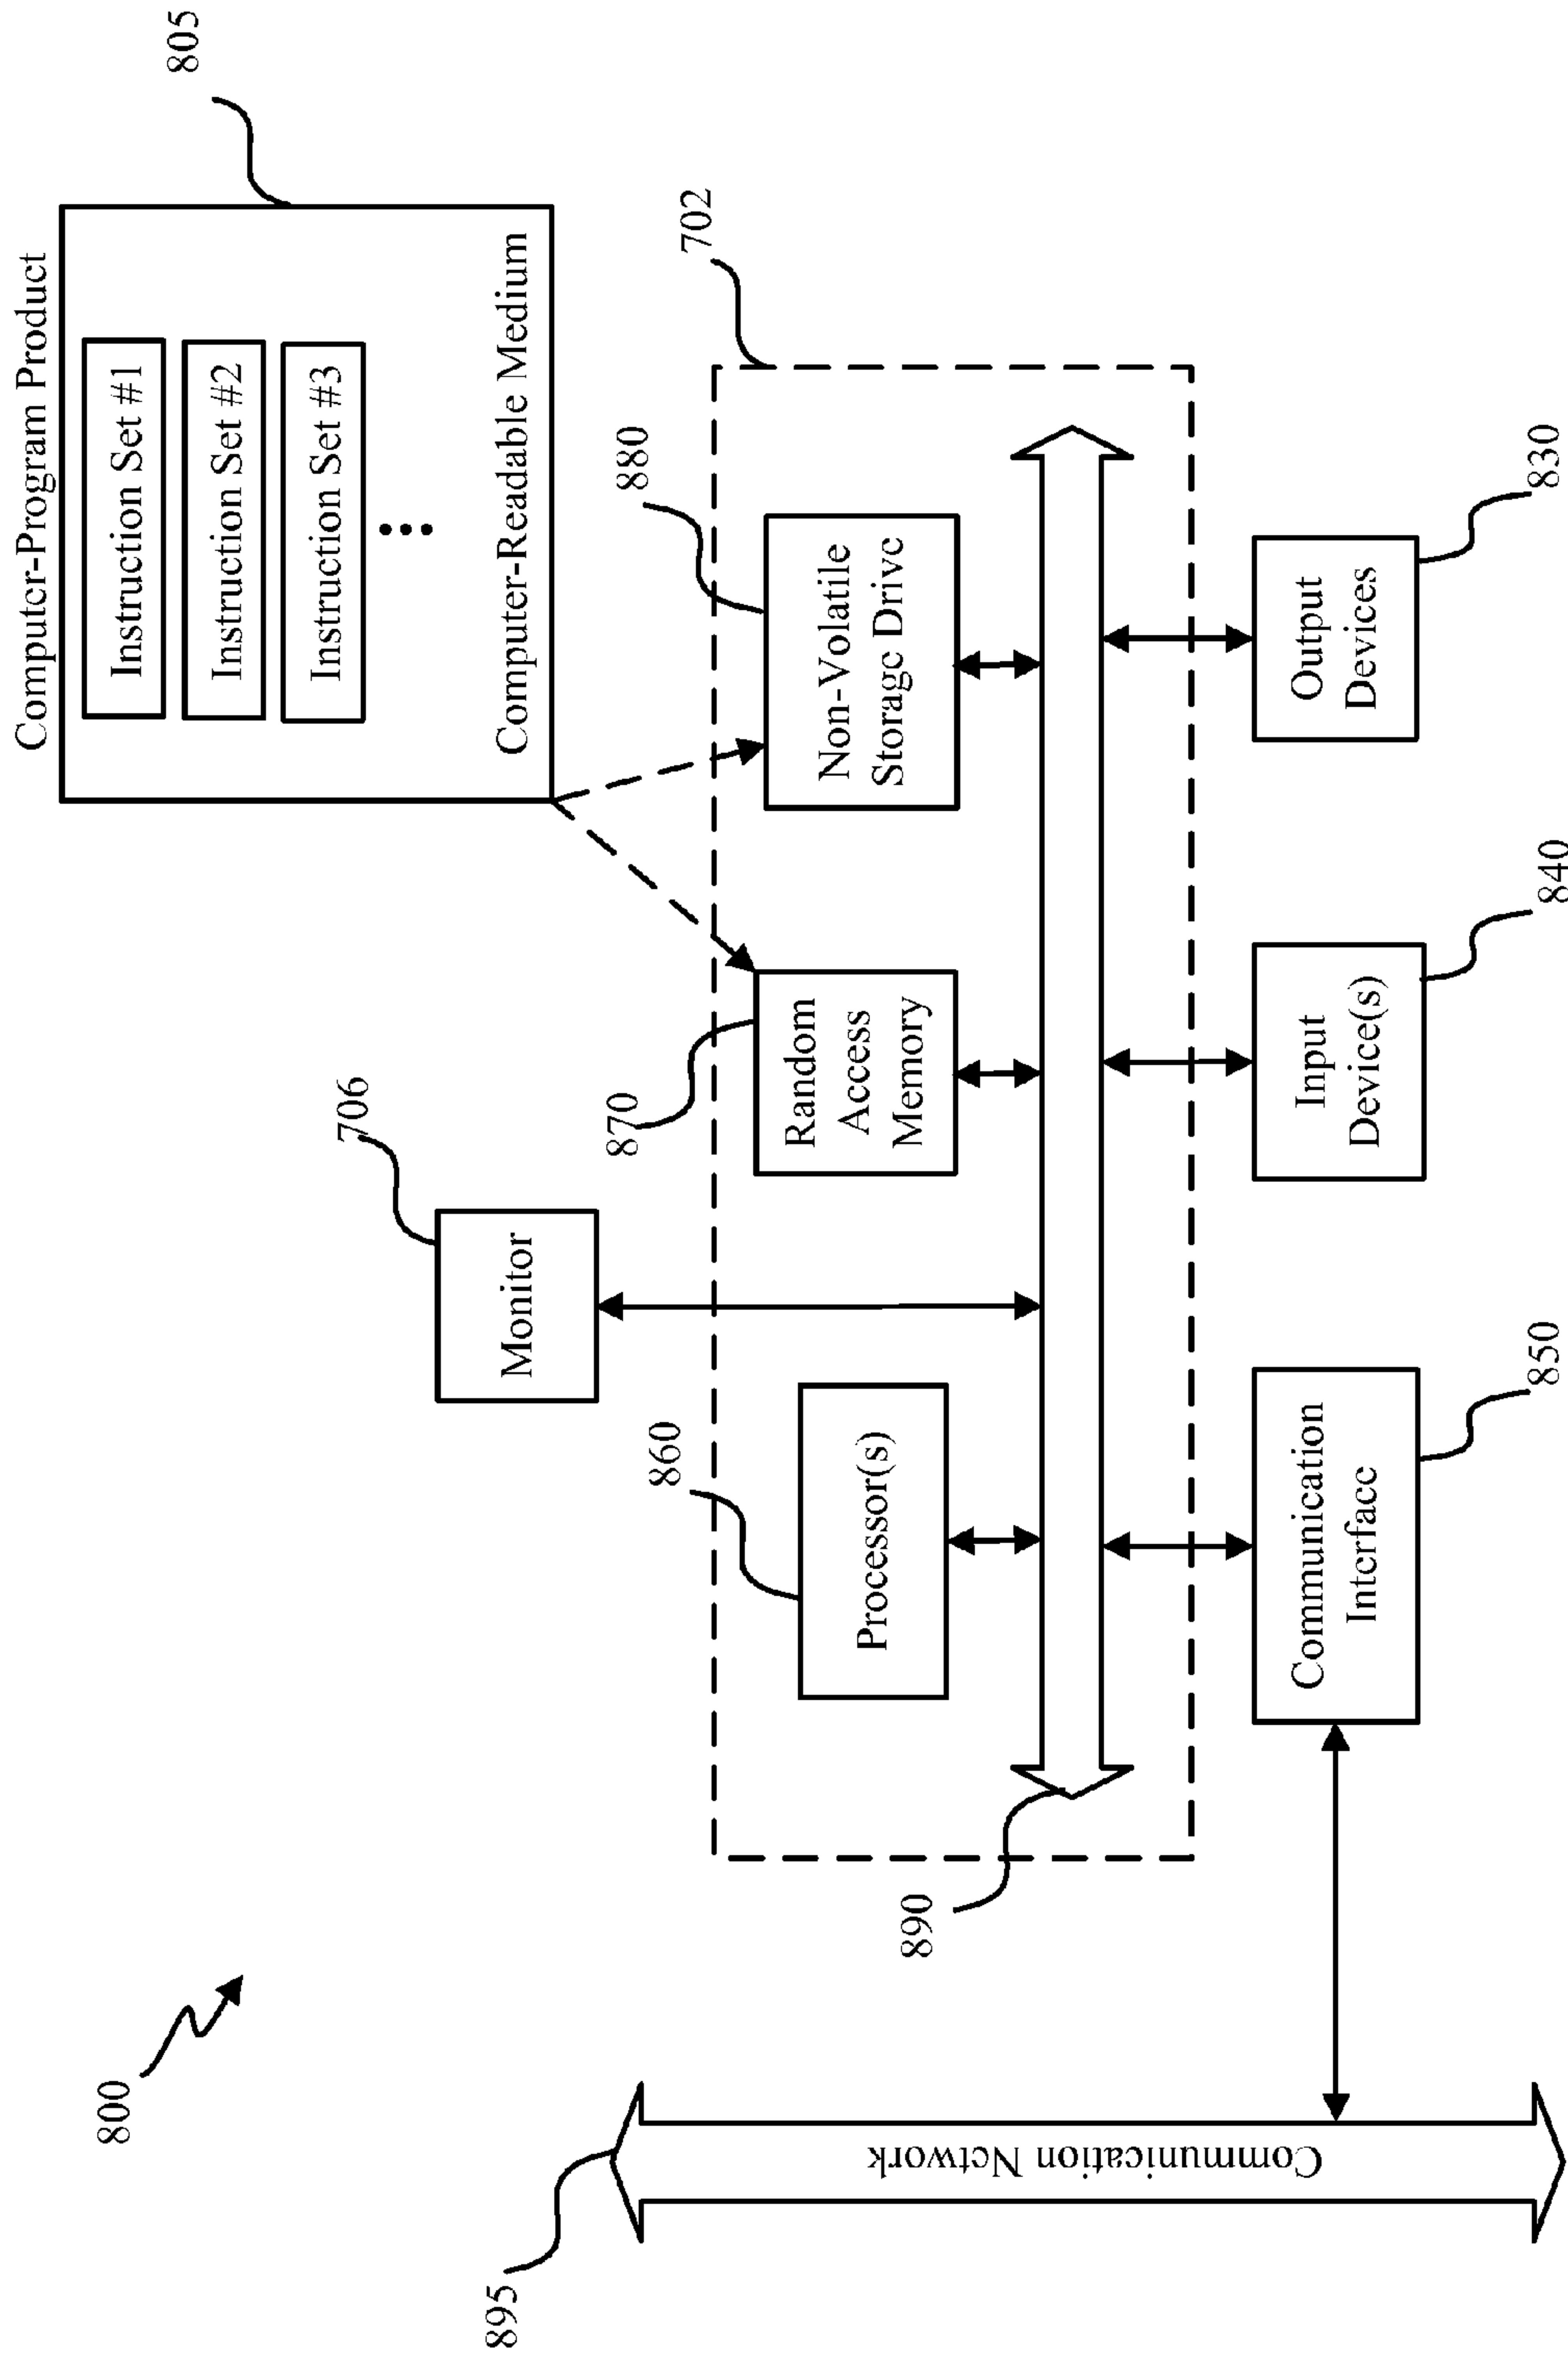 800
Computer-Program Product
Instruction Set #1
Instruction Set #2
Instruction Set #3
•••
Computer-Readable Medium
805
706
Monitor
702
860
Processor(s)
870
Random
Access
Memory
880
Non-Volatile
Storage Drive
890
895
Communication Network
Communication
Interface
850
Input
Device(s)
840
Output
Devices
830